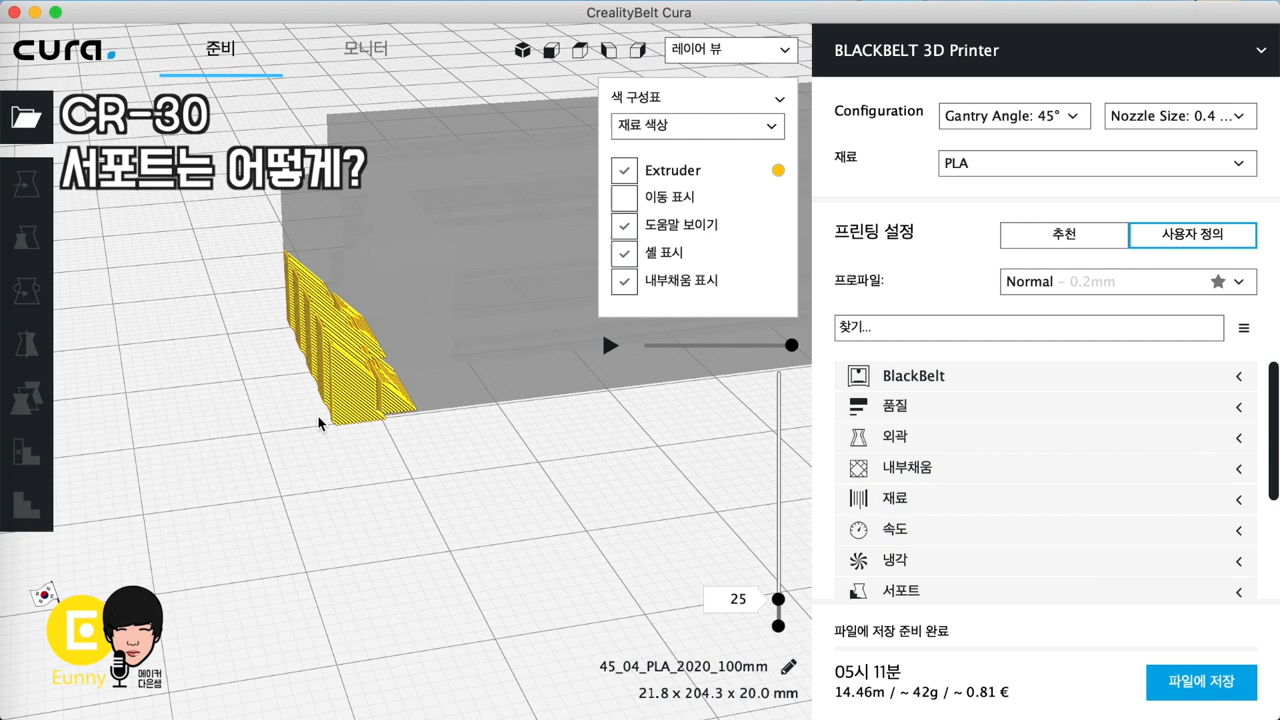 CrealityBelt Cura
cura.
준비
모니터
레이어 뷰
BLACKBELT 3D Printer
CR-30
서포트는 어떻게?
색 구성표
재료 색상
Extruder
이동 표시
도움말 보이기
셸 표시
내부채움 표시
Configuration
Gantry Angle: 45°
Nozzle Size: 0.4 ...
재료
PLA
프린팅 설정
추천
사용자 정의
프로파일:
Normal - 0.2mm
찾기...
BlackBelt
품질
외곽
내부채움
재료
속도
냉각
서포트
25
45_04_PLA_2020_100mm
21.8 x 204.3 x 20.0 mm
파일에 저장 준비 완료
05시 11분
14.46m / ~ 42g / ~ 0.81 €
파일에 저장
E
Eunny
메이커
다은쌤